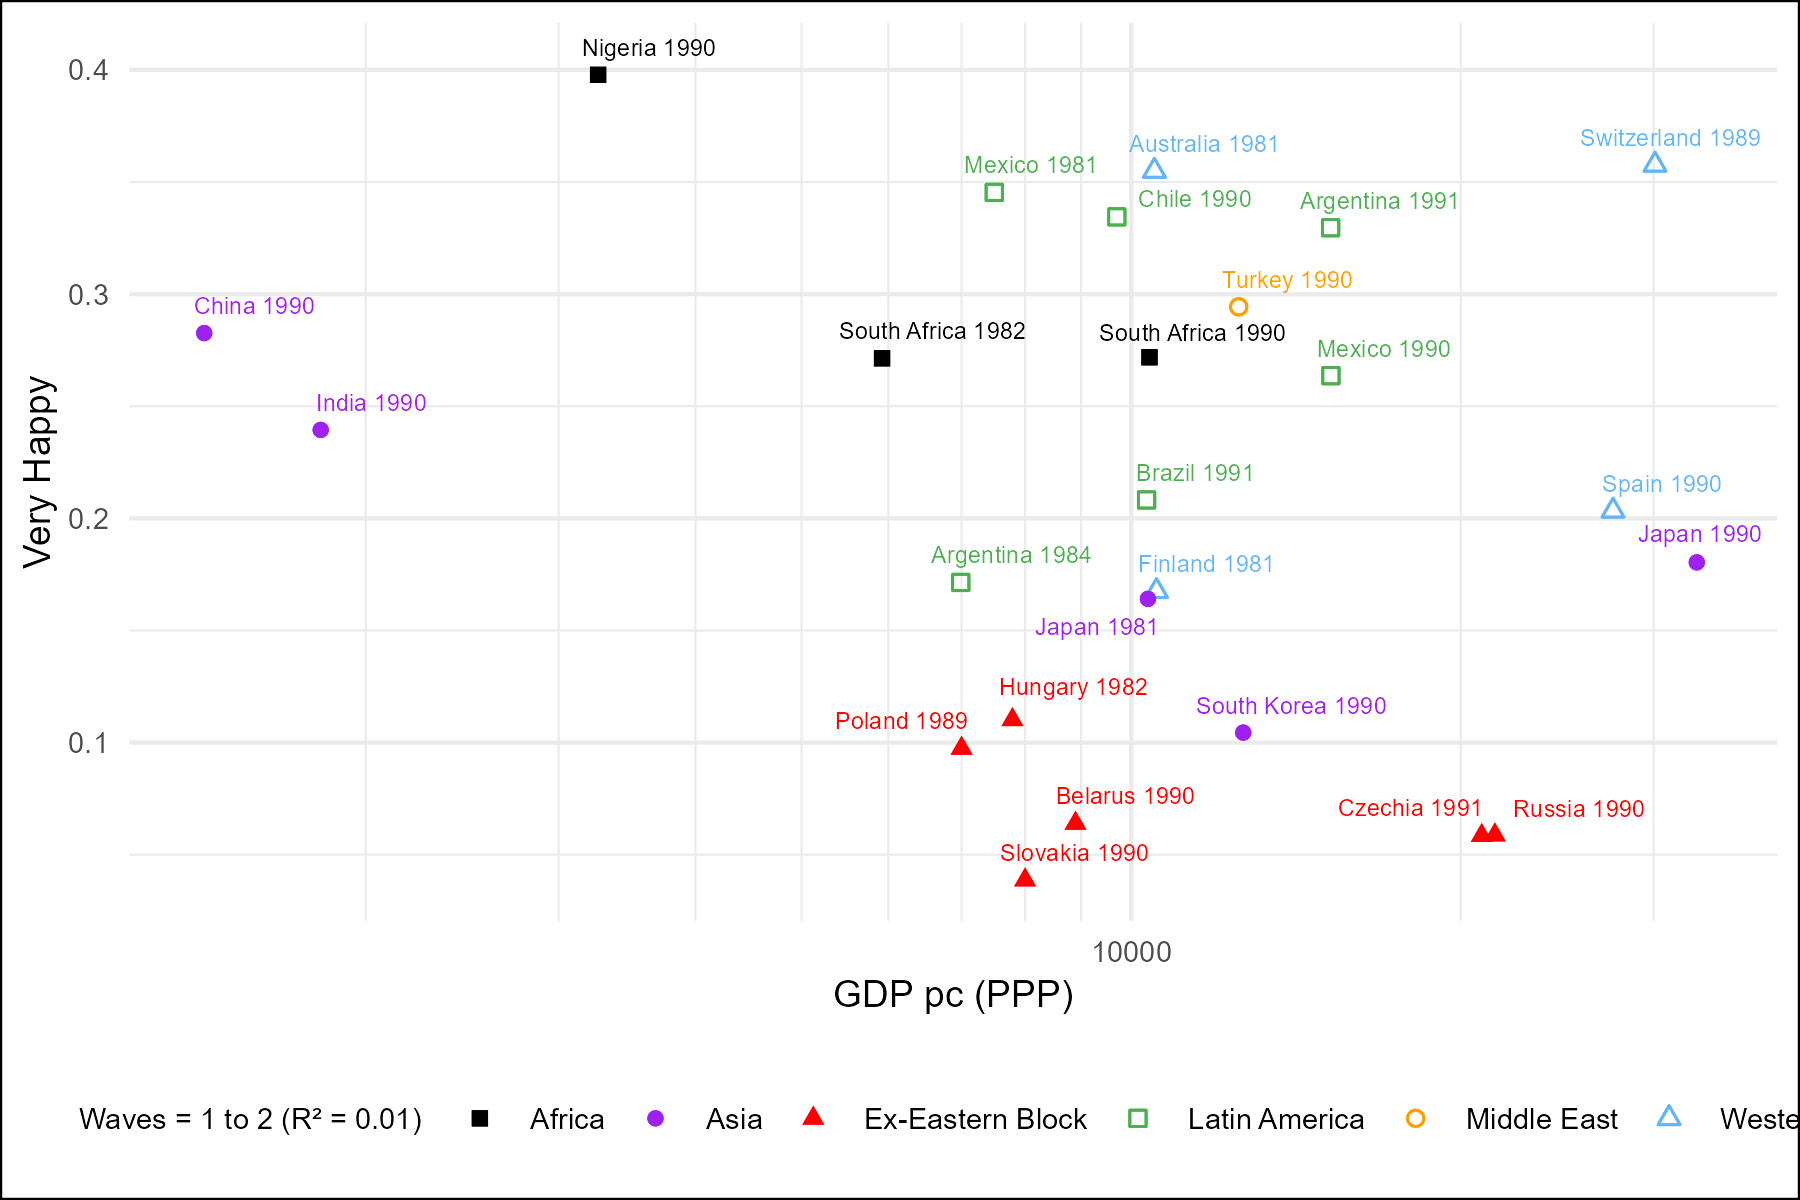 Nigeria 1990
0.4
Australia 1981
Switzerland 1989
Mexico 1981
Chile 1990
Argentina 1991
Turkey 1990
0.3
China 1990
South Africa 1982
South Africa 1990
Mexico 1990
India 1990
Very Happy
Brazil 1991
Spain 1990
0.2
Japan 1990
Argentina 1984
Finland 1981
Japan 1981
Hungary 1982
South Korea 1990
Poland 1989
0.1
Belarus 1990
Czechia 1991
Russia 1990
Slovakia 1990
10000
GDP pc (PPP)
Waves = 1 to 2 (R² = 0.01) Africa Asia Ex-Eastern Block Latin America Middle East Weste